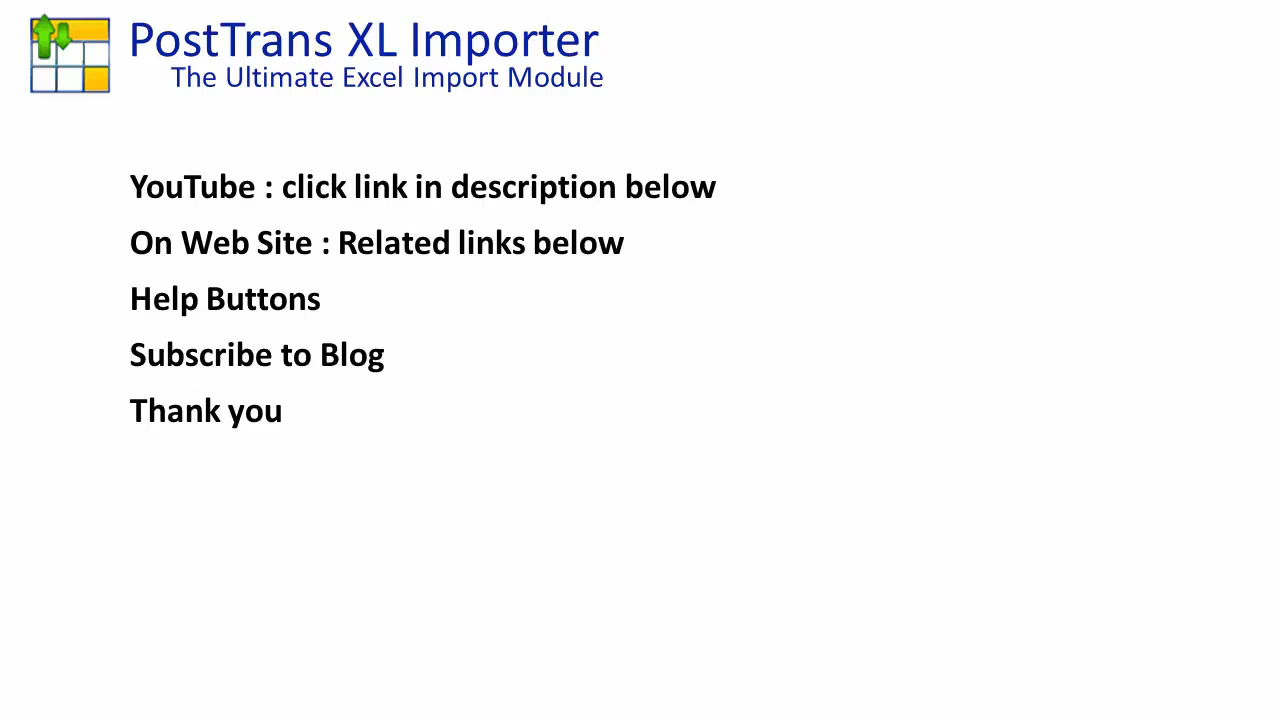 PostTrans XL Importer
The Ultimate Excel Import Module
YouTube : click link in description below
On Web Site : Related links below
Help Buttons
Subscribe to Blog
Thank you